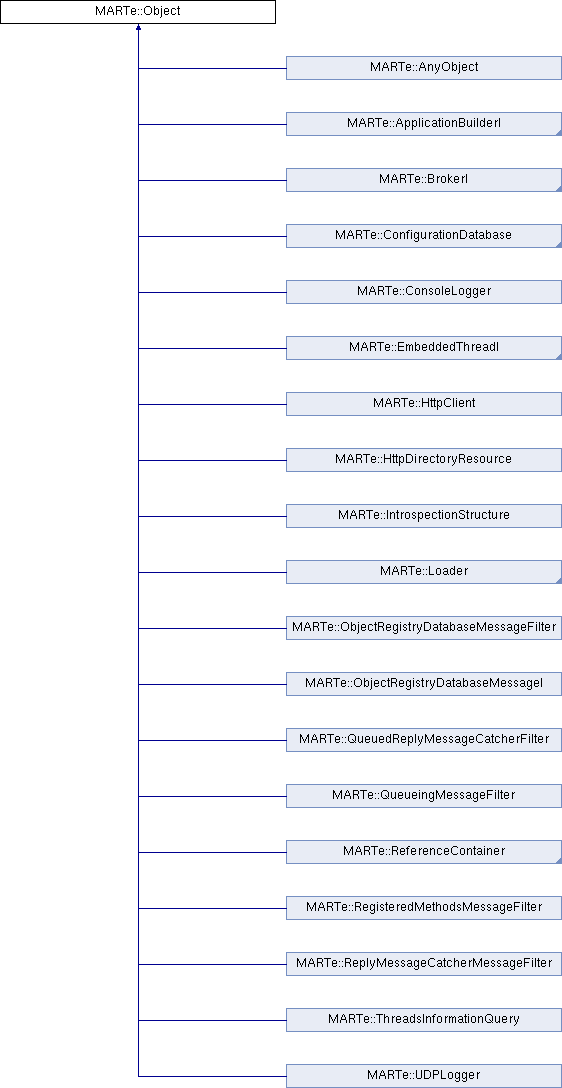 MARTe::Object
MARTe::AnyObject
MARTe::ApplicationBuilderI
MARTe::BrokerI
MARTe::ConfigurationDatabase
MARTe::ConsoleLogger
MARTe::EmbeddedThreadI
MARTe::HttpClient
MARTe::HttpDirectoryResource
MARTe::IntrospectionStructure
MARTe::Loader
MARTe::ObjectRegistryDatabaseMessageFilter
MARTe::ObjectRegistryDatabaseMessageI
MARTe::QueuedReplyMessageCatcherFilter
MARTe::QueueingMessageFilter
MARTe::ReferenceContainer
MARTe::RegisteredMethodsMessageFilter
MARTe::ReplyMessageCatcherMessageFilter
MARTe::ThreadsInformationQuery
MARTe::UDPLogger